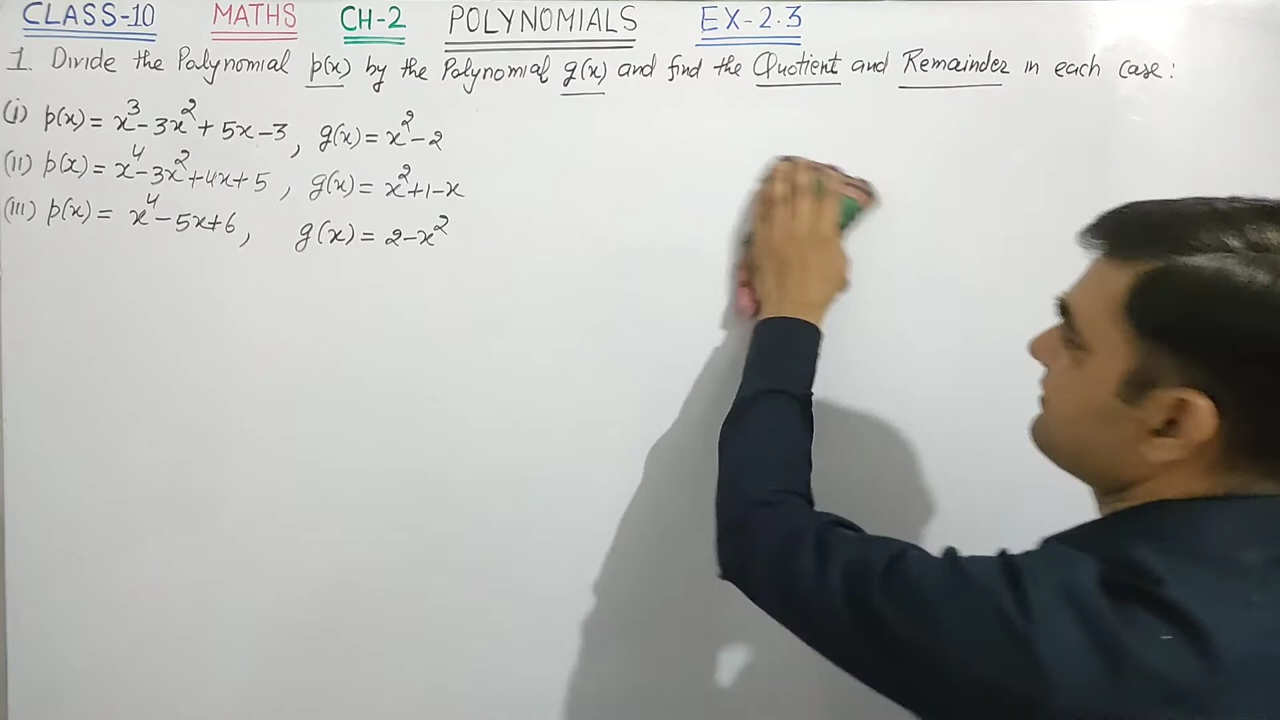 CLASS-10 MATHS CH-2 POLYNOMIALS EX-2.3
1. Divide the Polynomial p(x) by the Polynomial g(x) and find the Quotient and Remainder in each case:
(i) p(x) = x³ - 3x² + 5x - 3, g(x) = x² - 2
(ii) p(x) = x⁴ - 3x² + 4x + 5, g(x) = x² + 1 - x
(iii) p(x) = x⁴ - 5x + 6, g(x) = 2 - x²